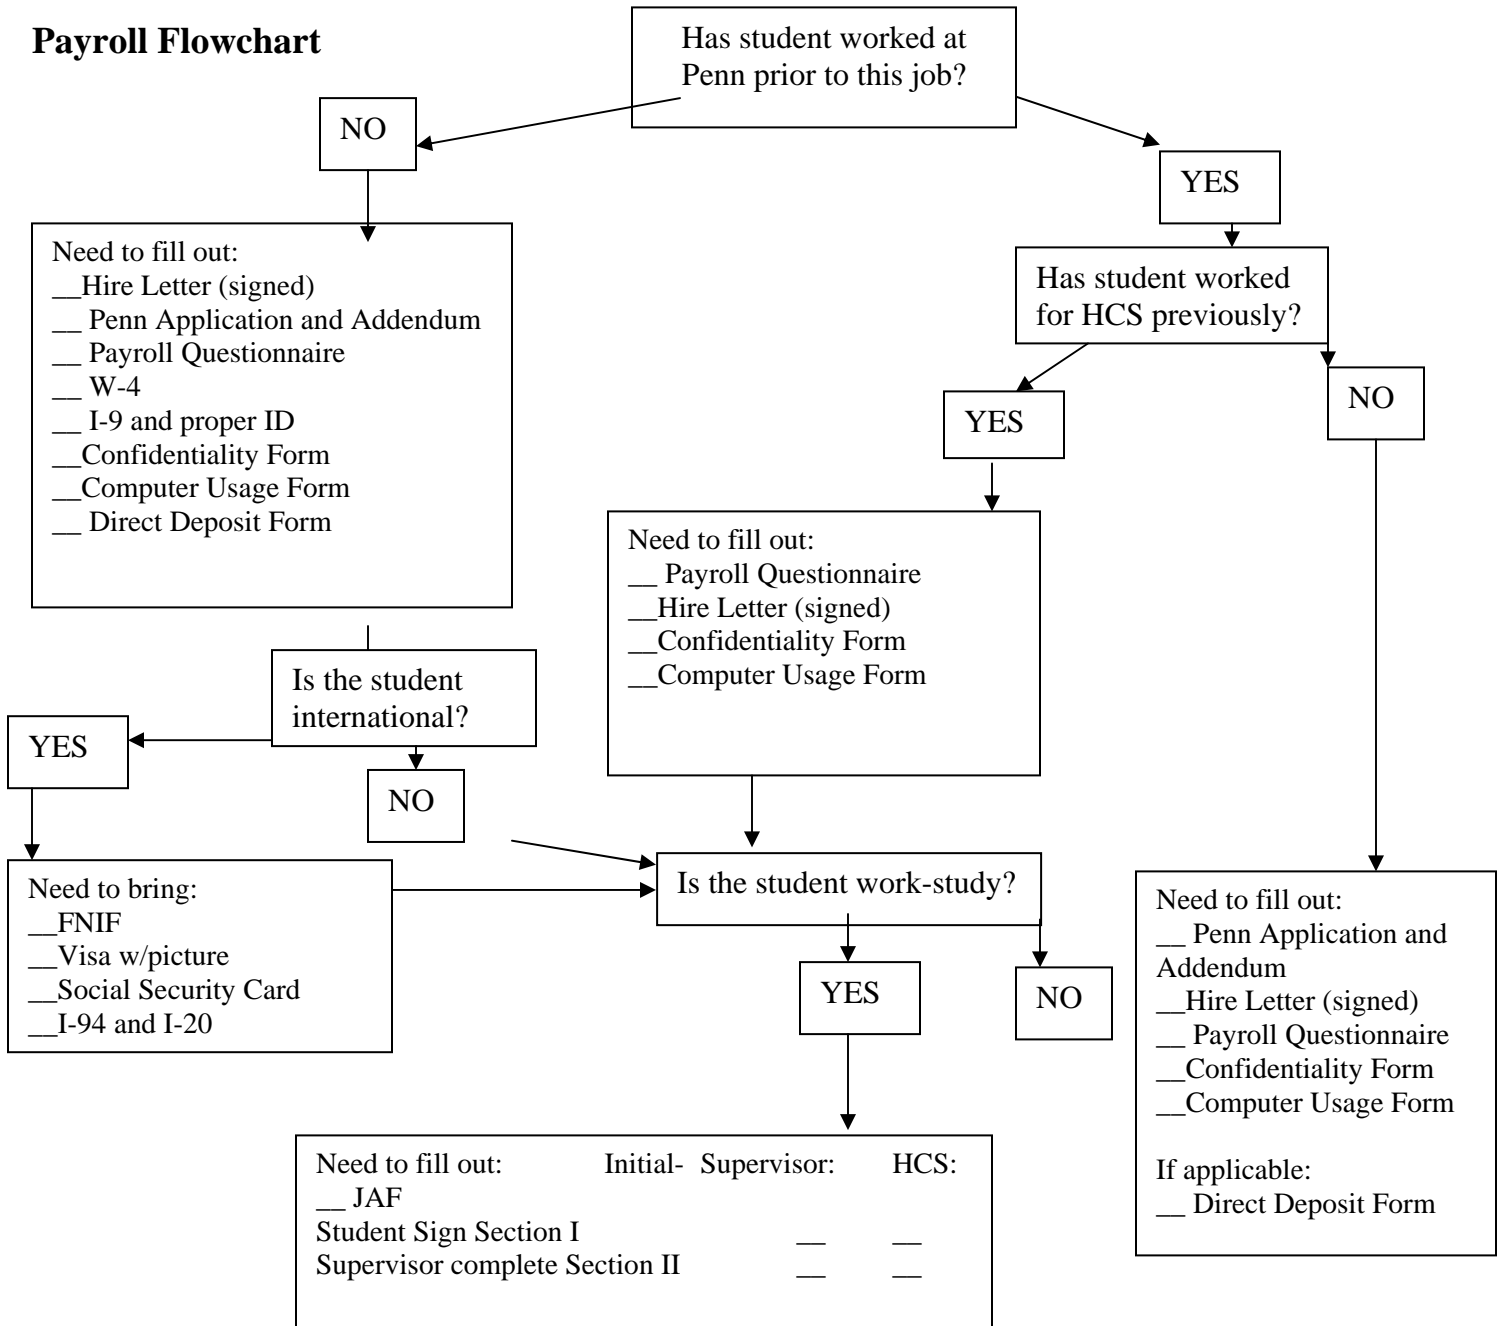 Payroll Flowchart
Has student worked at
Penn prior to this job?
NO
YES
Need to fill out:
__Hire Letter (signed)
__ Penn Application and Addendum
__ Payroll Questionnaire
__ W-4
__ I-9 and proper ID
__Confidentiality Form
__Computer Usage Form
__ Direct Deposit Form
Has student worked
for HCS previously?
YES
NO
Need to fill out:
__ Payroll Questionnaire
__Hire Letter (signed)
__Confidentiality Form
__Computer Usage Form
Is the student
international?
YES
NO
Need to bring:
__FNIF
__Visa w/picture
__Social Security Card
__I-94 and I-20
Is the student work-study?
YES
NO
Need to fill out:
__ Penn Application and
Addendum
__Hire Letter (signed)
__ Payroll Questionnaire
__Confidentiality Form
__Computer Usage Form
If applicable:
__ Direct Deposit Form
Need to fill out: Initial- Supervisor: HCS:
__ JAF
Student Sign Section I __ __
Supervisor complete Section II __ __